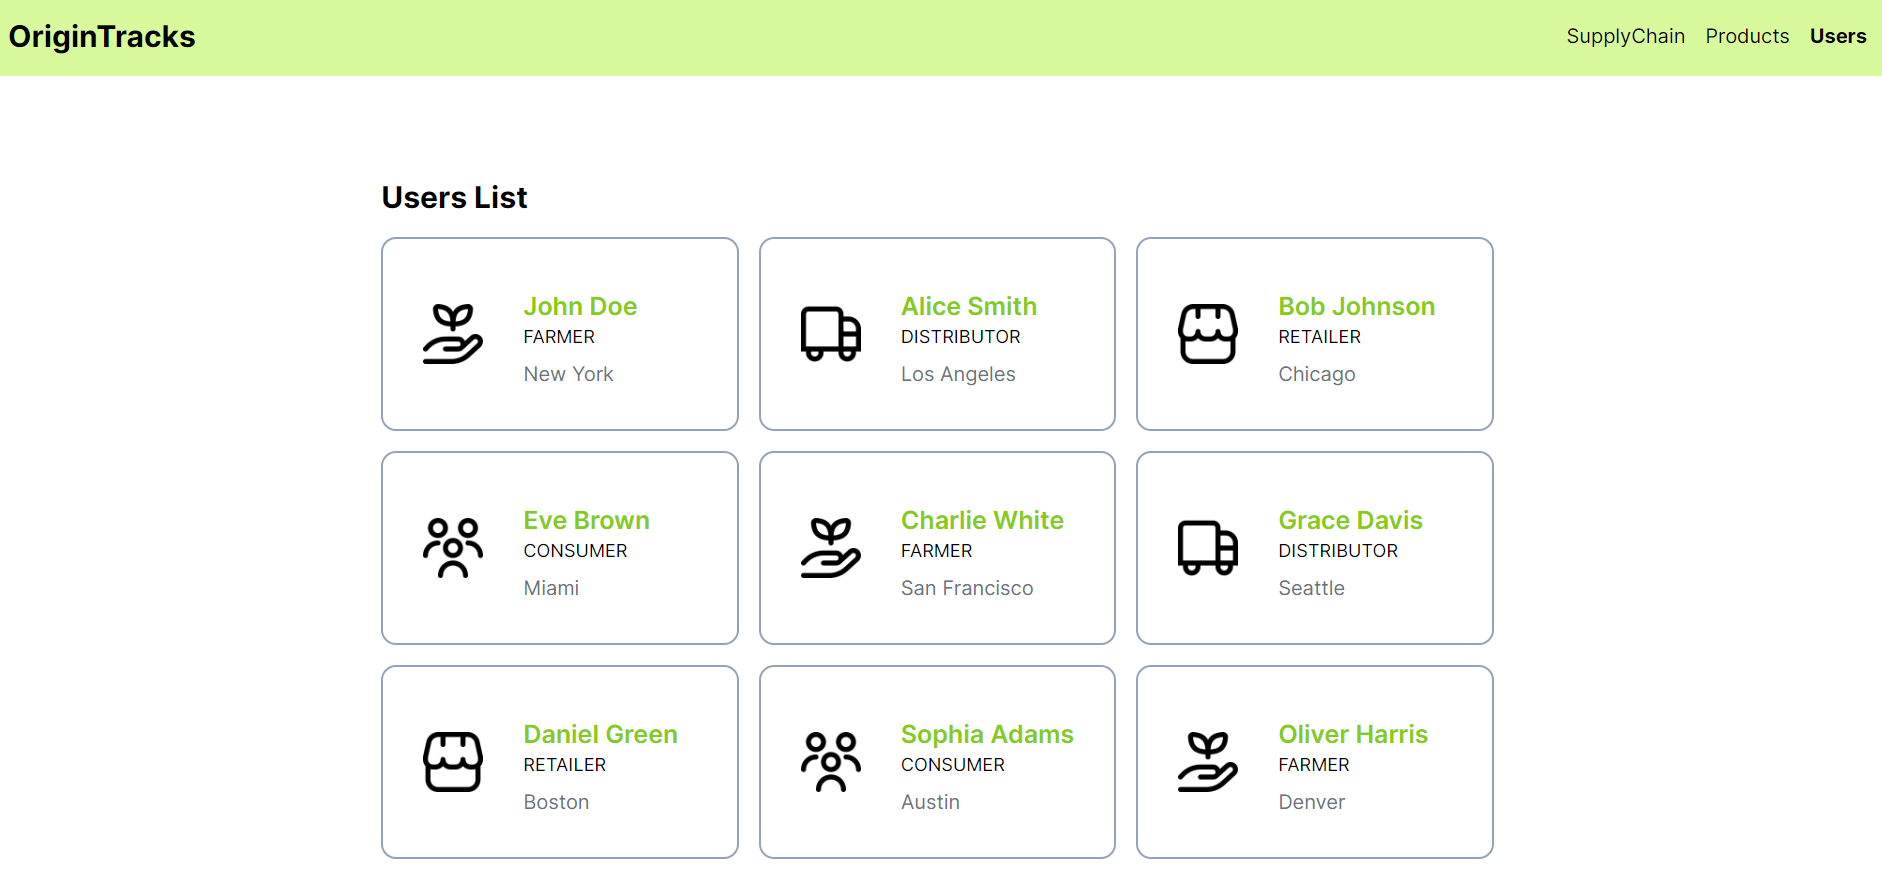 OriginTracks
SupplyChain Products Users
Users List
John Doe
FARMER
New York
Alice Smith
DISTRIBUTOR
Los Angeles
Bob Johnson
RETAILER
Chicago
Eve Brown
CONSUMER
Miami
Charlie White
FARMER
San Francisco
Grace Davis
DISTRIBUTOR
Seattle
Daniel Green
RETAILER
Boston
Sophia Adams
CONSUMER
Austin
Oliver Harris
FARMER
Denver